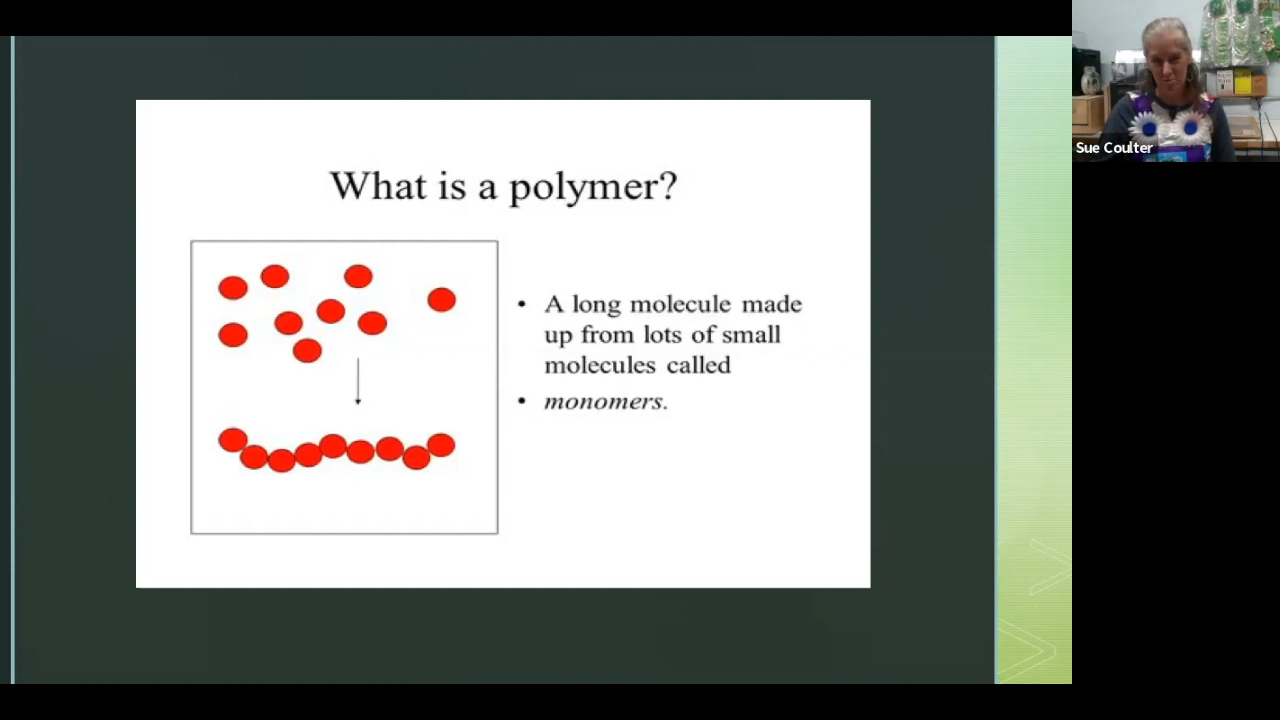 What is a polymer?
• A long molecule made
up from lots of small
molecules called
• monomers.
Sue Coulter